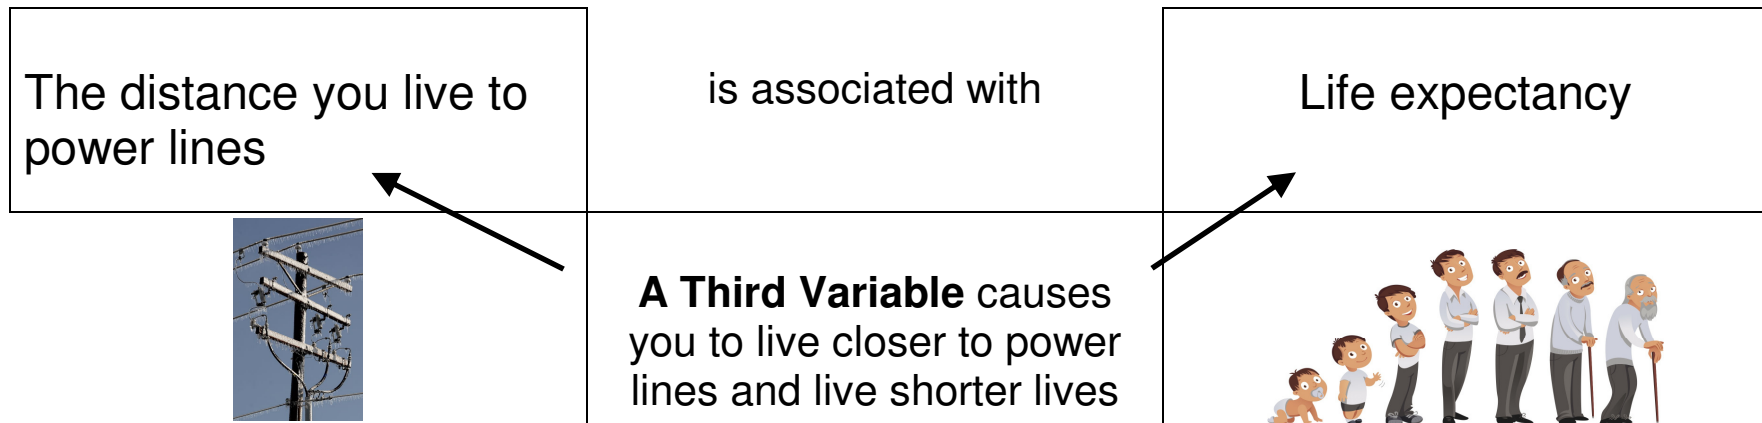 The distance you live to
power lines
is associated with
Life expectancy
A Third Variable causes
you to live closer to power
lines and live shorter lives